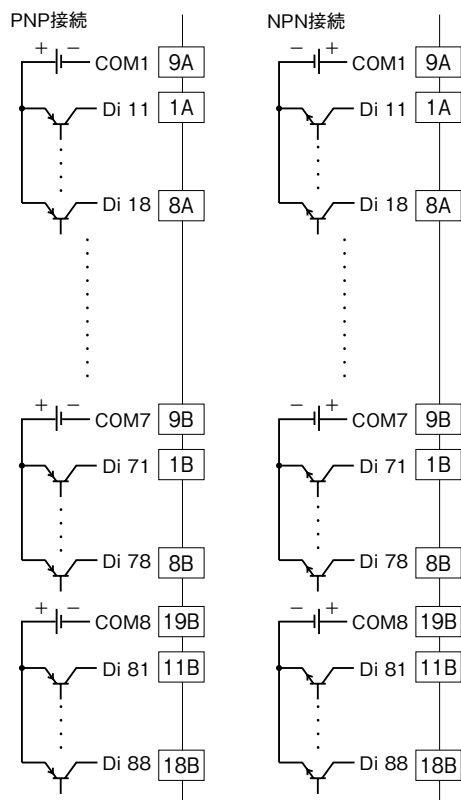 PNP接続
+ − COM1 9A
Di 11 1A
Di 18 8A
+ − COM7 9B
Di 71 1B
Di 78 8B
+ − COM8 19B
Di 81 11B
Di 88 18B
NPN接続
− + COM1 9A
Di 11 1A
Di 18 8A
− + COM7 9B
Di 71 1B
Di 78 8B
− + COM8 19B
Di 81 11B
Di 88 18B